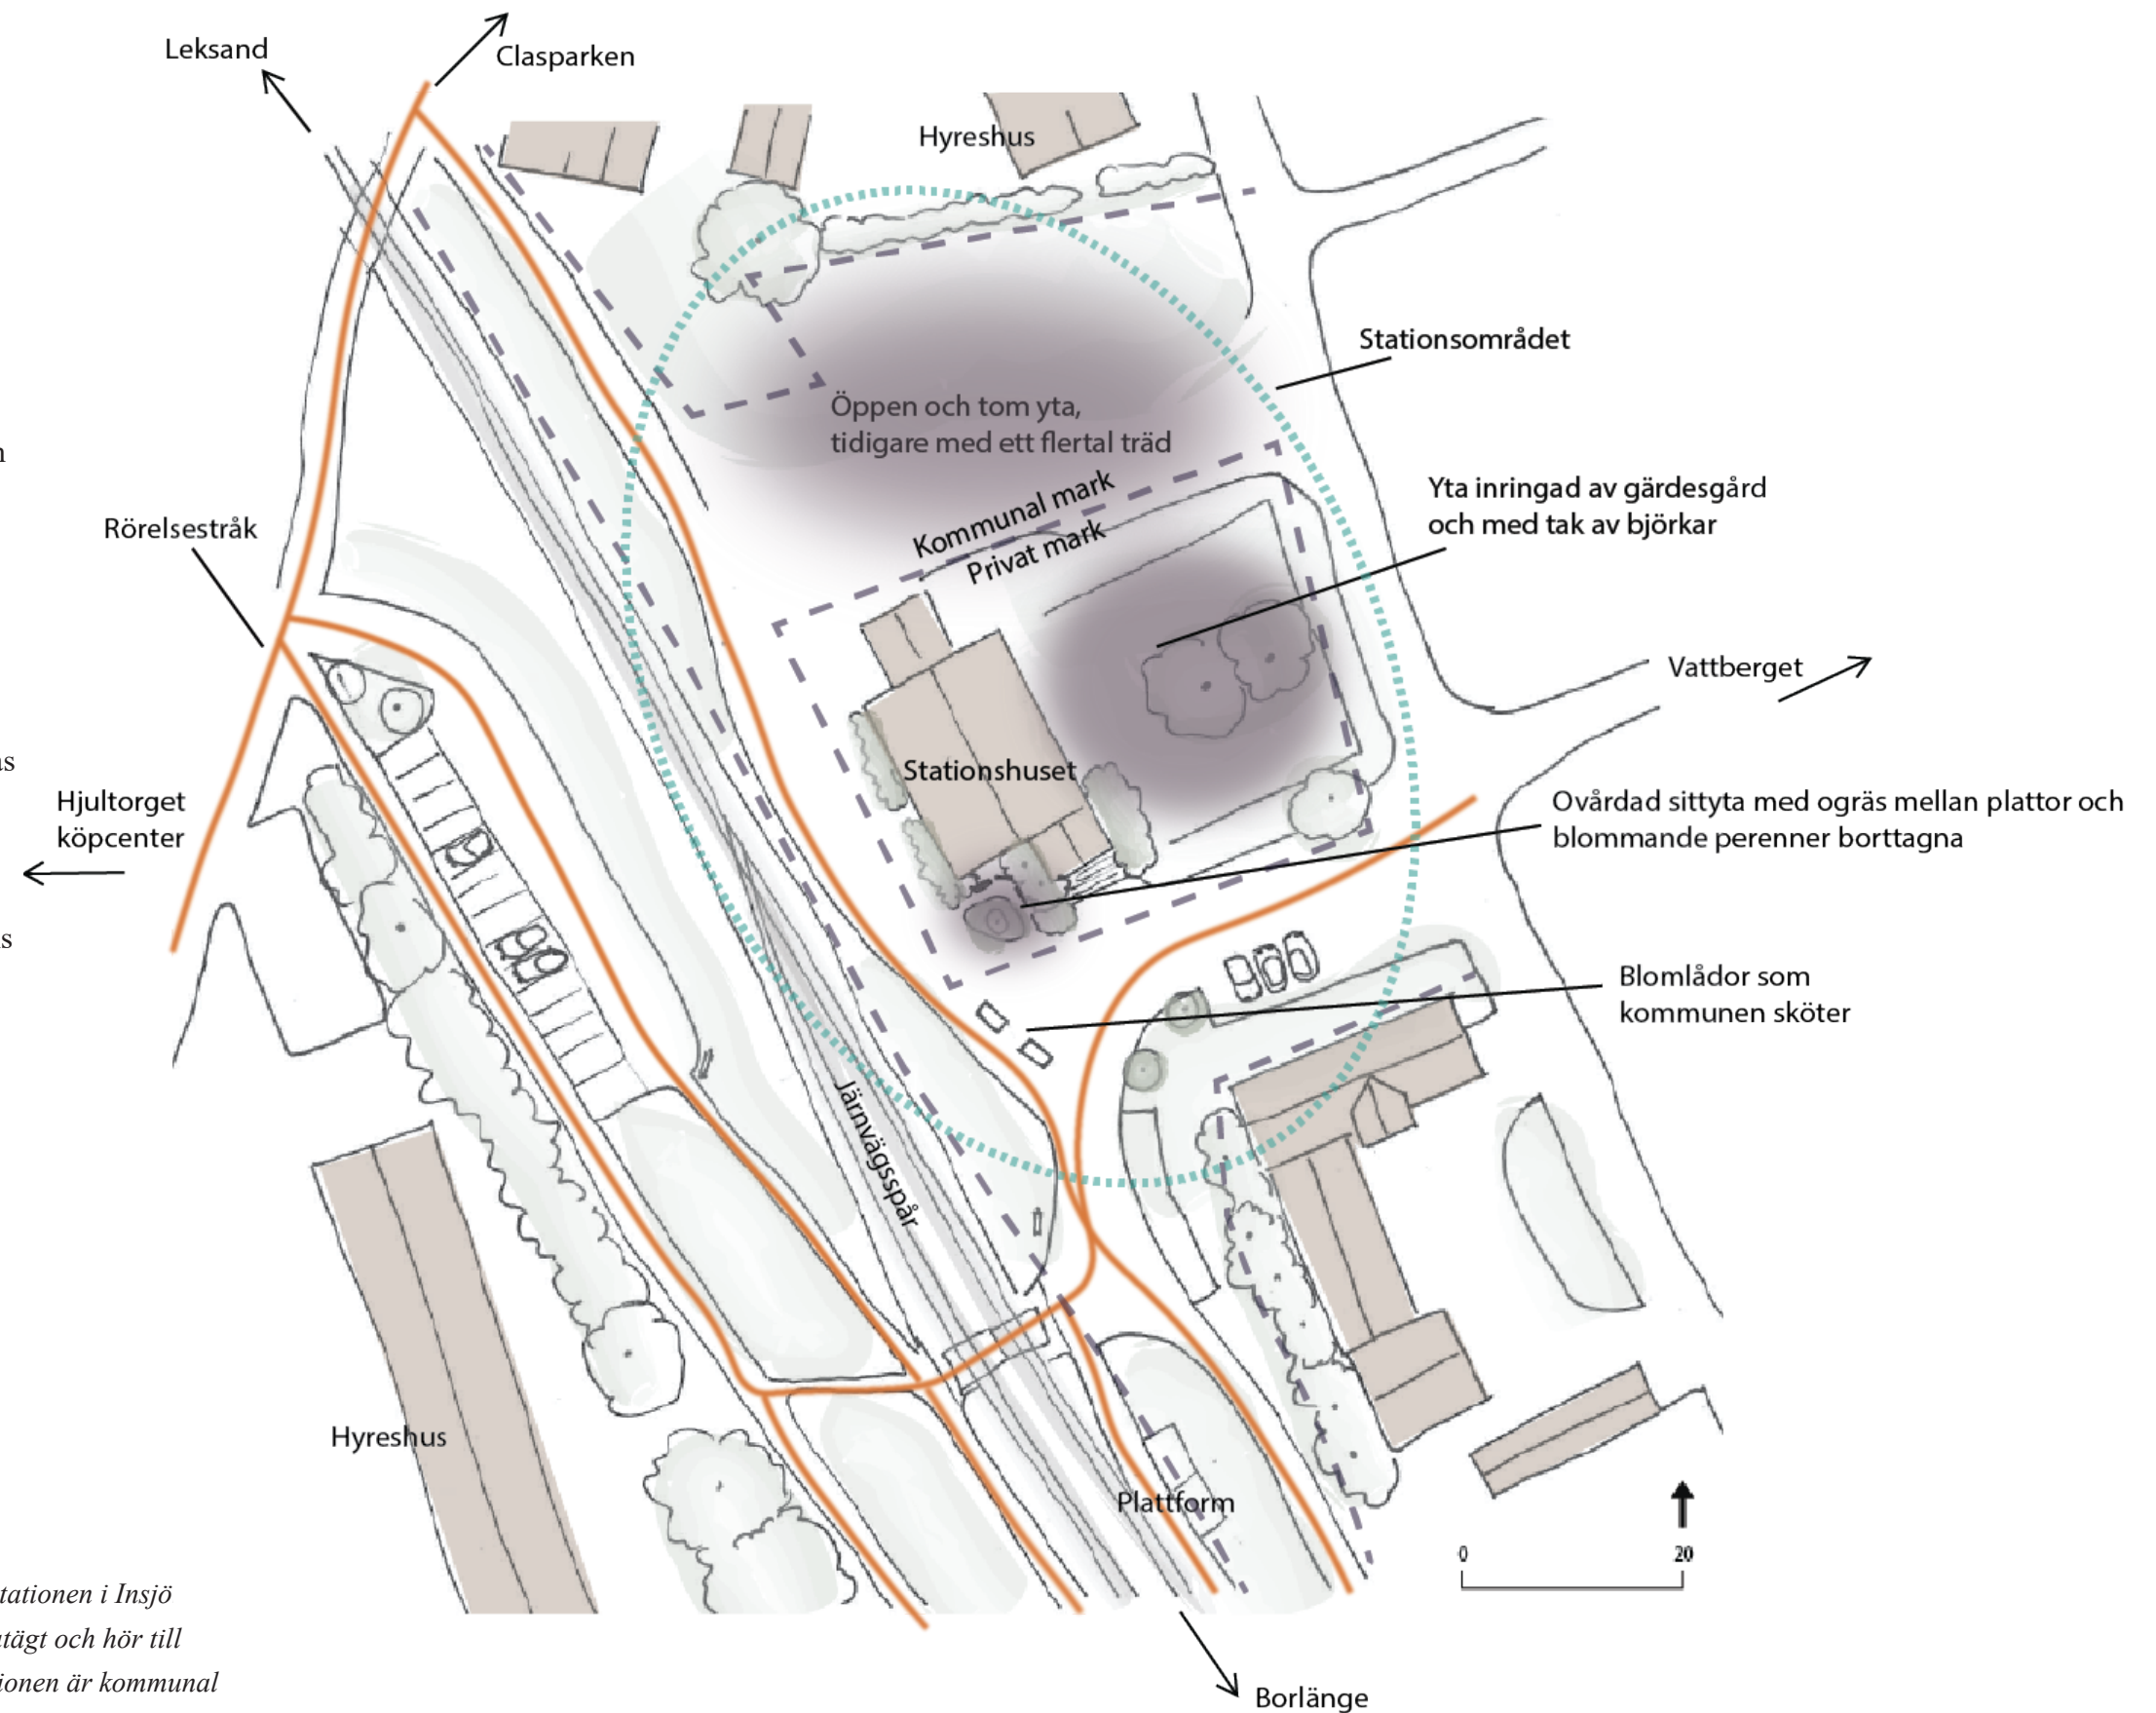 Leksand
Clasparken
Hyreshus
Stationsområdet
Öppen och tom yta,
tidigare med ett flertal träd
Kommunal mark
Privat mark
Yta inringad av gärdesgård
och med tak av björkar
Rörelsestråk
Vattberget
Stationshuset
Hjultorget
köpcenter
Ovårdad sittyta med ogräs mellan plattor och
blommande perenner borttagna
Blomlådor som
kommunen sköter
Järnvägsspår
Hyreshus
Plattform
0 20
Borlänge
tationen i Insjö
tägt och hör till
ionen är kommunal